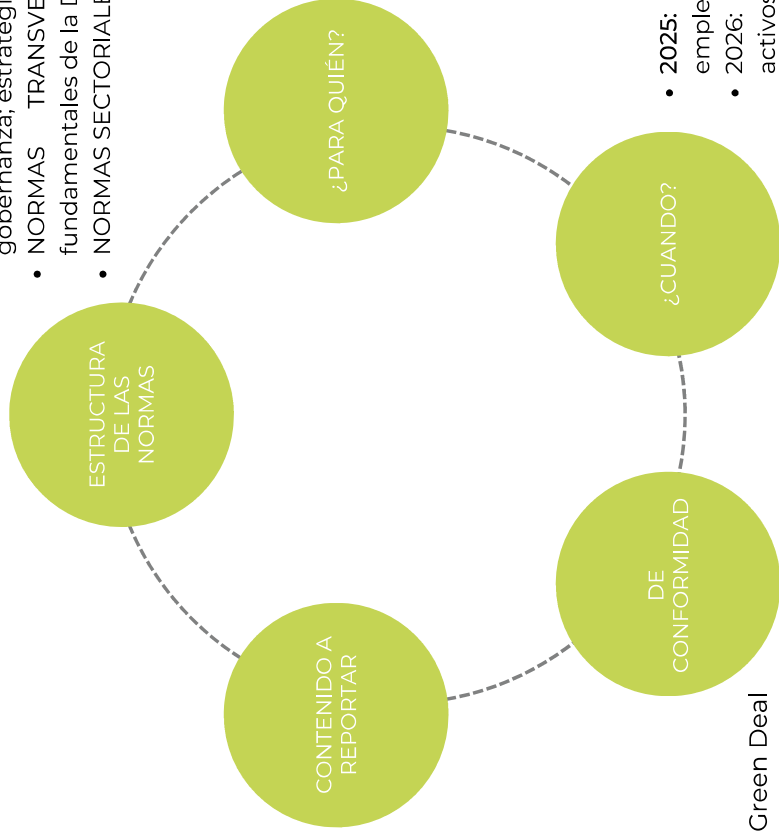 gobernanza; estrategi
• NORMAS TRANSVE
fundamentales de la
• NORMAS SECTORIALE
ESTRUCTURA
DE LAS
NORMAS
CONTENIDO A
REPORTAR
¿PARA QUIÉN?
DE
CONFORMIDAD
¿CUANDO?
• 2025:
emple
• 2026:
activos
Green Deal